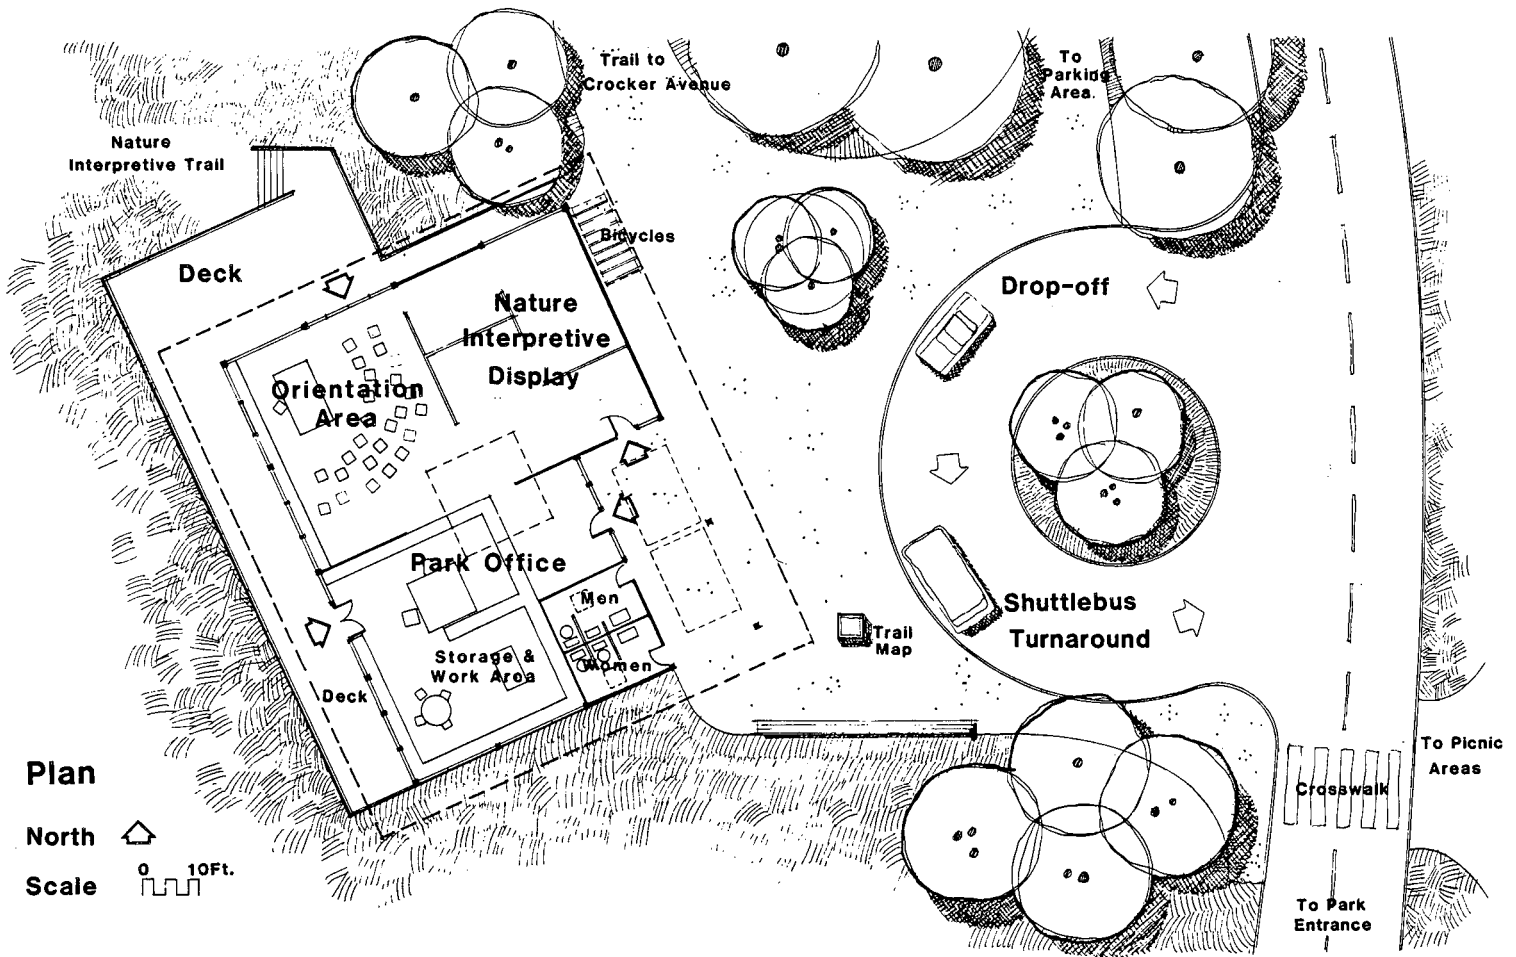 Trail to
Crocker Avenue
To
Parking
Area.
Nature
Interpretive Trail
Bicycles
Deck
Drop-off
Nature
Interpretive
Display
Orientation
Area
Park Office
Men
Shuttlebus
Turnaround
Trail
Map
Women
Storage &
Work Area
Deck
To Picnic
Areas
Plan
Crosswalk
North
0 10Ft.
Scale
To Park
Entrance